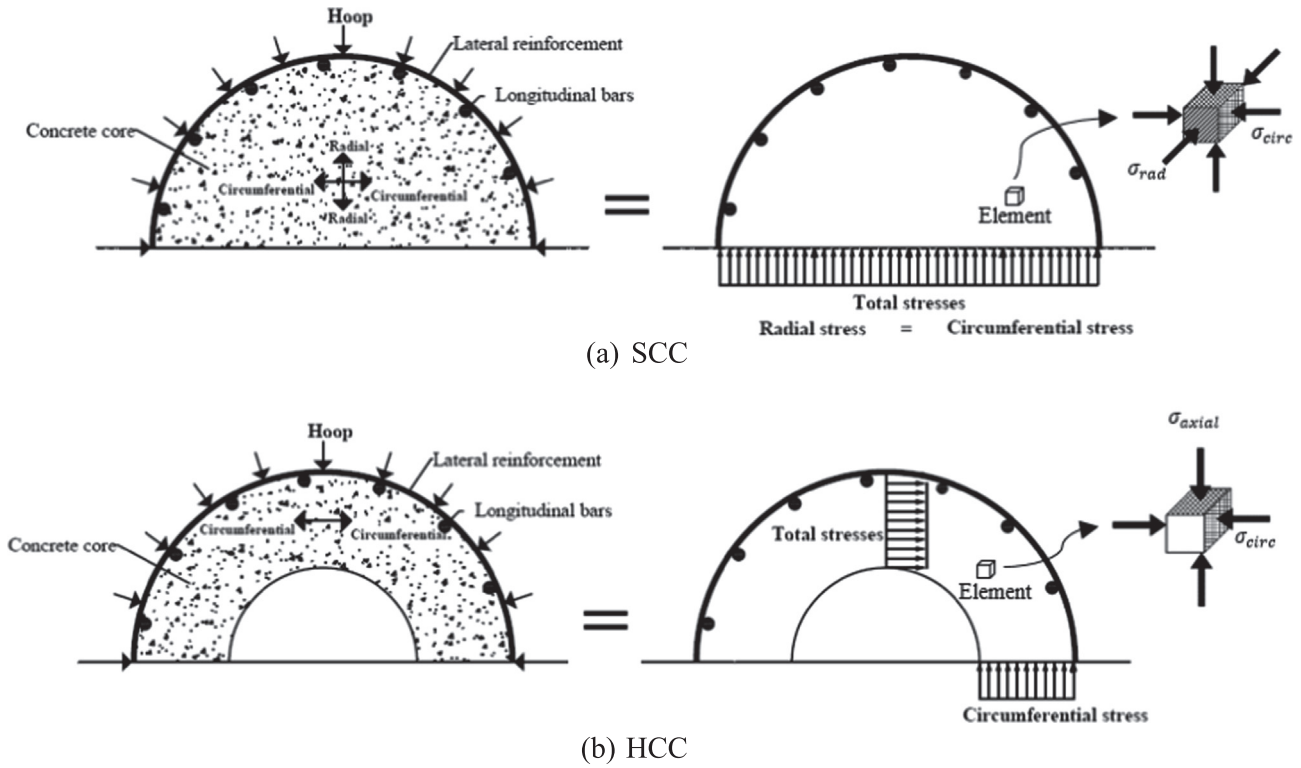 Hoop
Lateral reinforcement
Longitudinal bars
Concrete core
Radial
Circumferential
Circumferential
Radial
=
Element
σcirc
σrad
Total stresses
Radial stress = Circumferential stress
(a) SCC
Hoop
Lateral reinforcement
Longitudinal bars
Circumferential
Circumferential
Concrete core
=
Total stresses
Element
σaxial
σcirc
Circumferential stress
(b) HCC